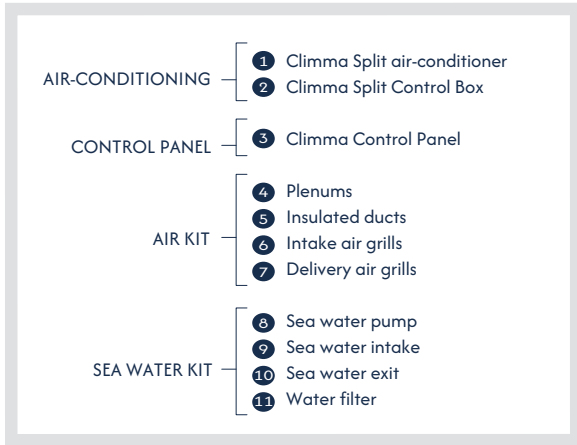 AIR-CONDITIONING
1 Climma Split air-conditioner
2 Climma Split Control Box
CONTROL PANEL
3 Climma Control Panel
AIR KIT
4 Plenums
5 Insulated ducts
6 Intake air grills
7 Delivery air grills
SEA WATER KIT
8 Sea water pump
9 Sea water intake
10 Sea water exit
11 Water filter